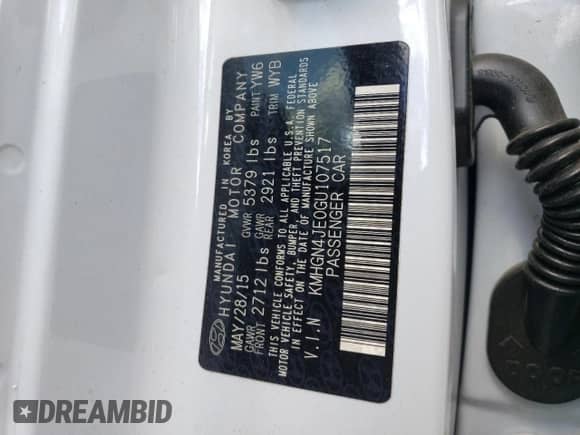 MANUFACTURED IN KOREA BY
HYUNDAI MOTOR COMPANY
MAY/28/15 GVWR 5379 lbs PAINT YW6
GAWR FRONT 2712 lbs GAWR REAR 2921 lbs TRIM WYB
THIS VEHICLE CONFORMS TO ALL APPLICABLE U.S.A. FEDERAL
MOTOR VEHICLE SAFETY, BUMPER, AND THEFT PREVENTION STANDARDS
IN EFFECT ON THE DATE OF MANUFACTURE SHOWN ABOVE
V.I.N KMHGN4JE0GU107517
PASSENGER CAR
DREAMBID